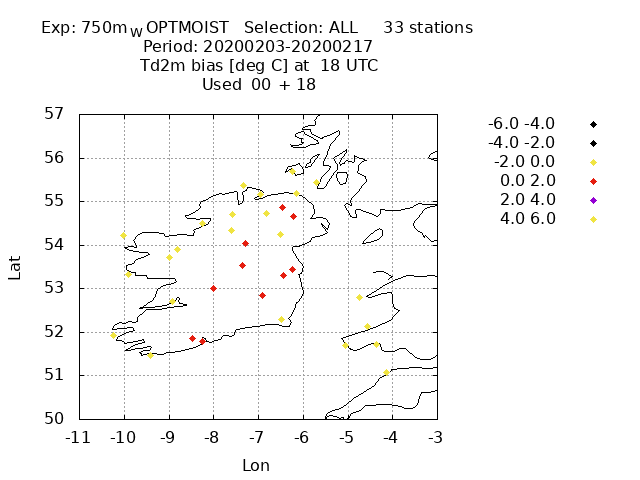 Exp: 750m_W OPTMOIST Selection: ALL 33 stations
Period: 20200203-20200217
Td2m bias [deg C] at 18 UTC
Used 00 + 18
57
56
55
54
53
52
51
50
-11 -10 -9 -8 -7 -6 -5 -4 -3
Lat
Lon
-6.0 -4.0
-4.0 -2.0
-2.0 0.0
0.0 2.0
2.0 4.0
4.0 6.0